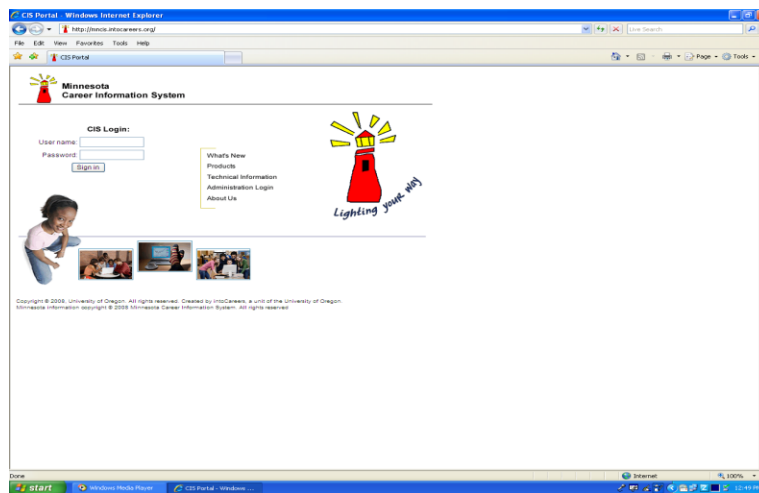 CIS Portal - Windows Internet Explorer
http://mncis.intocareers.org/
Live Search
File Edit View Favorites Tools Help
CIS Portal
Page Tools
Minnesota
Career Information System
CIS Login:
User name:
Password:
Sign in
What's New
Products
Technical Information
Administration Login
About Us
Lighting your way
Copyright © 2008, University of Oregon. All rights reserved. Created by IntoCareers, a unit of the University of Oregon.
Minnesota information copyright © 2008 Minnesota Career Information System. All rights reserved
Done
Internet
100%
start
Windows Media Player
CIS Portal - Windows ...
12:49 PM